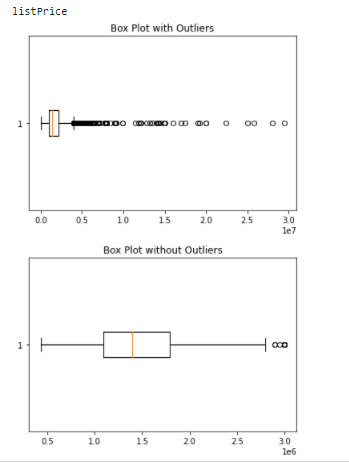 listPrice
Box Plot with Outliers
1
0.0 0.5 1.0 1.5 2.0 2.5 3.0
1e7
Box Plot without Outliers
1
0.5 1.0 1.5 2.0 2.5 3.0
1e6